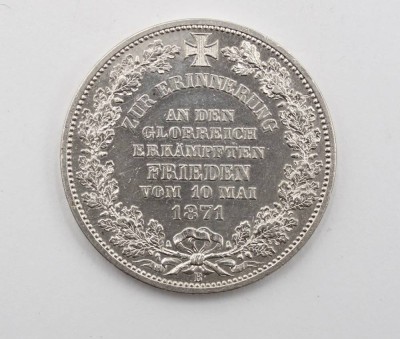 ZUR ERINNERUNG
AN DEN
GLORREICH
ERKÄMPFTEN
FRIEDEN
VOM 10 MAI
1871
B